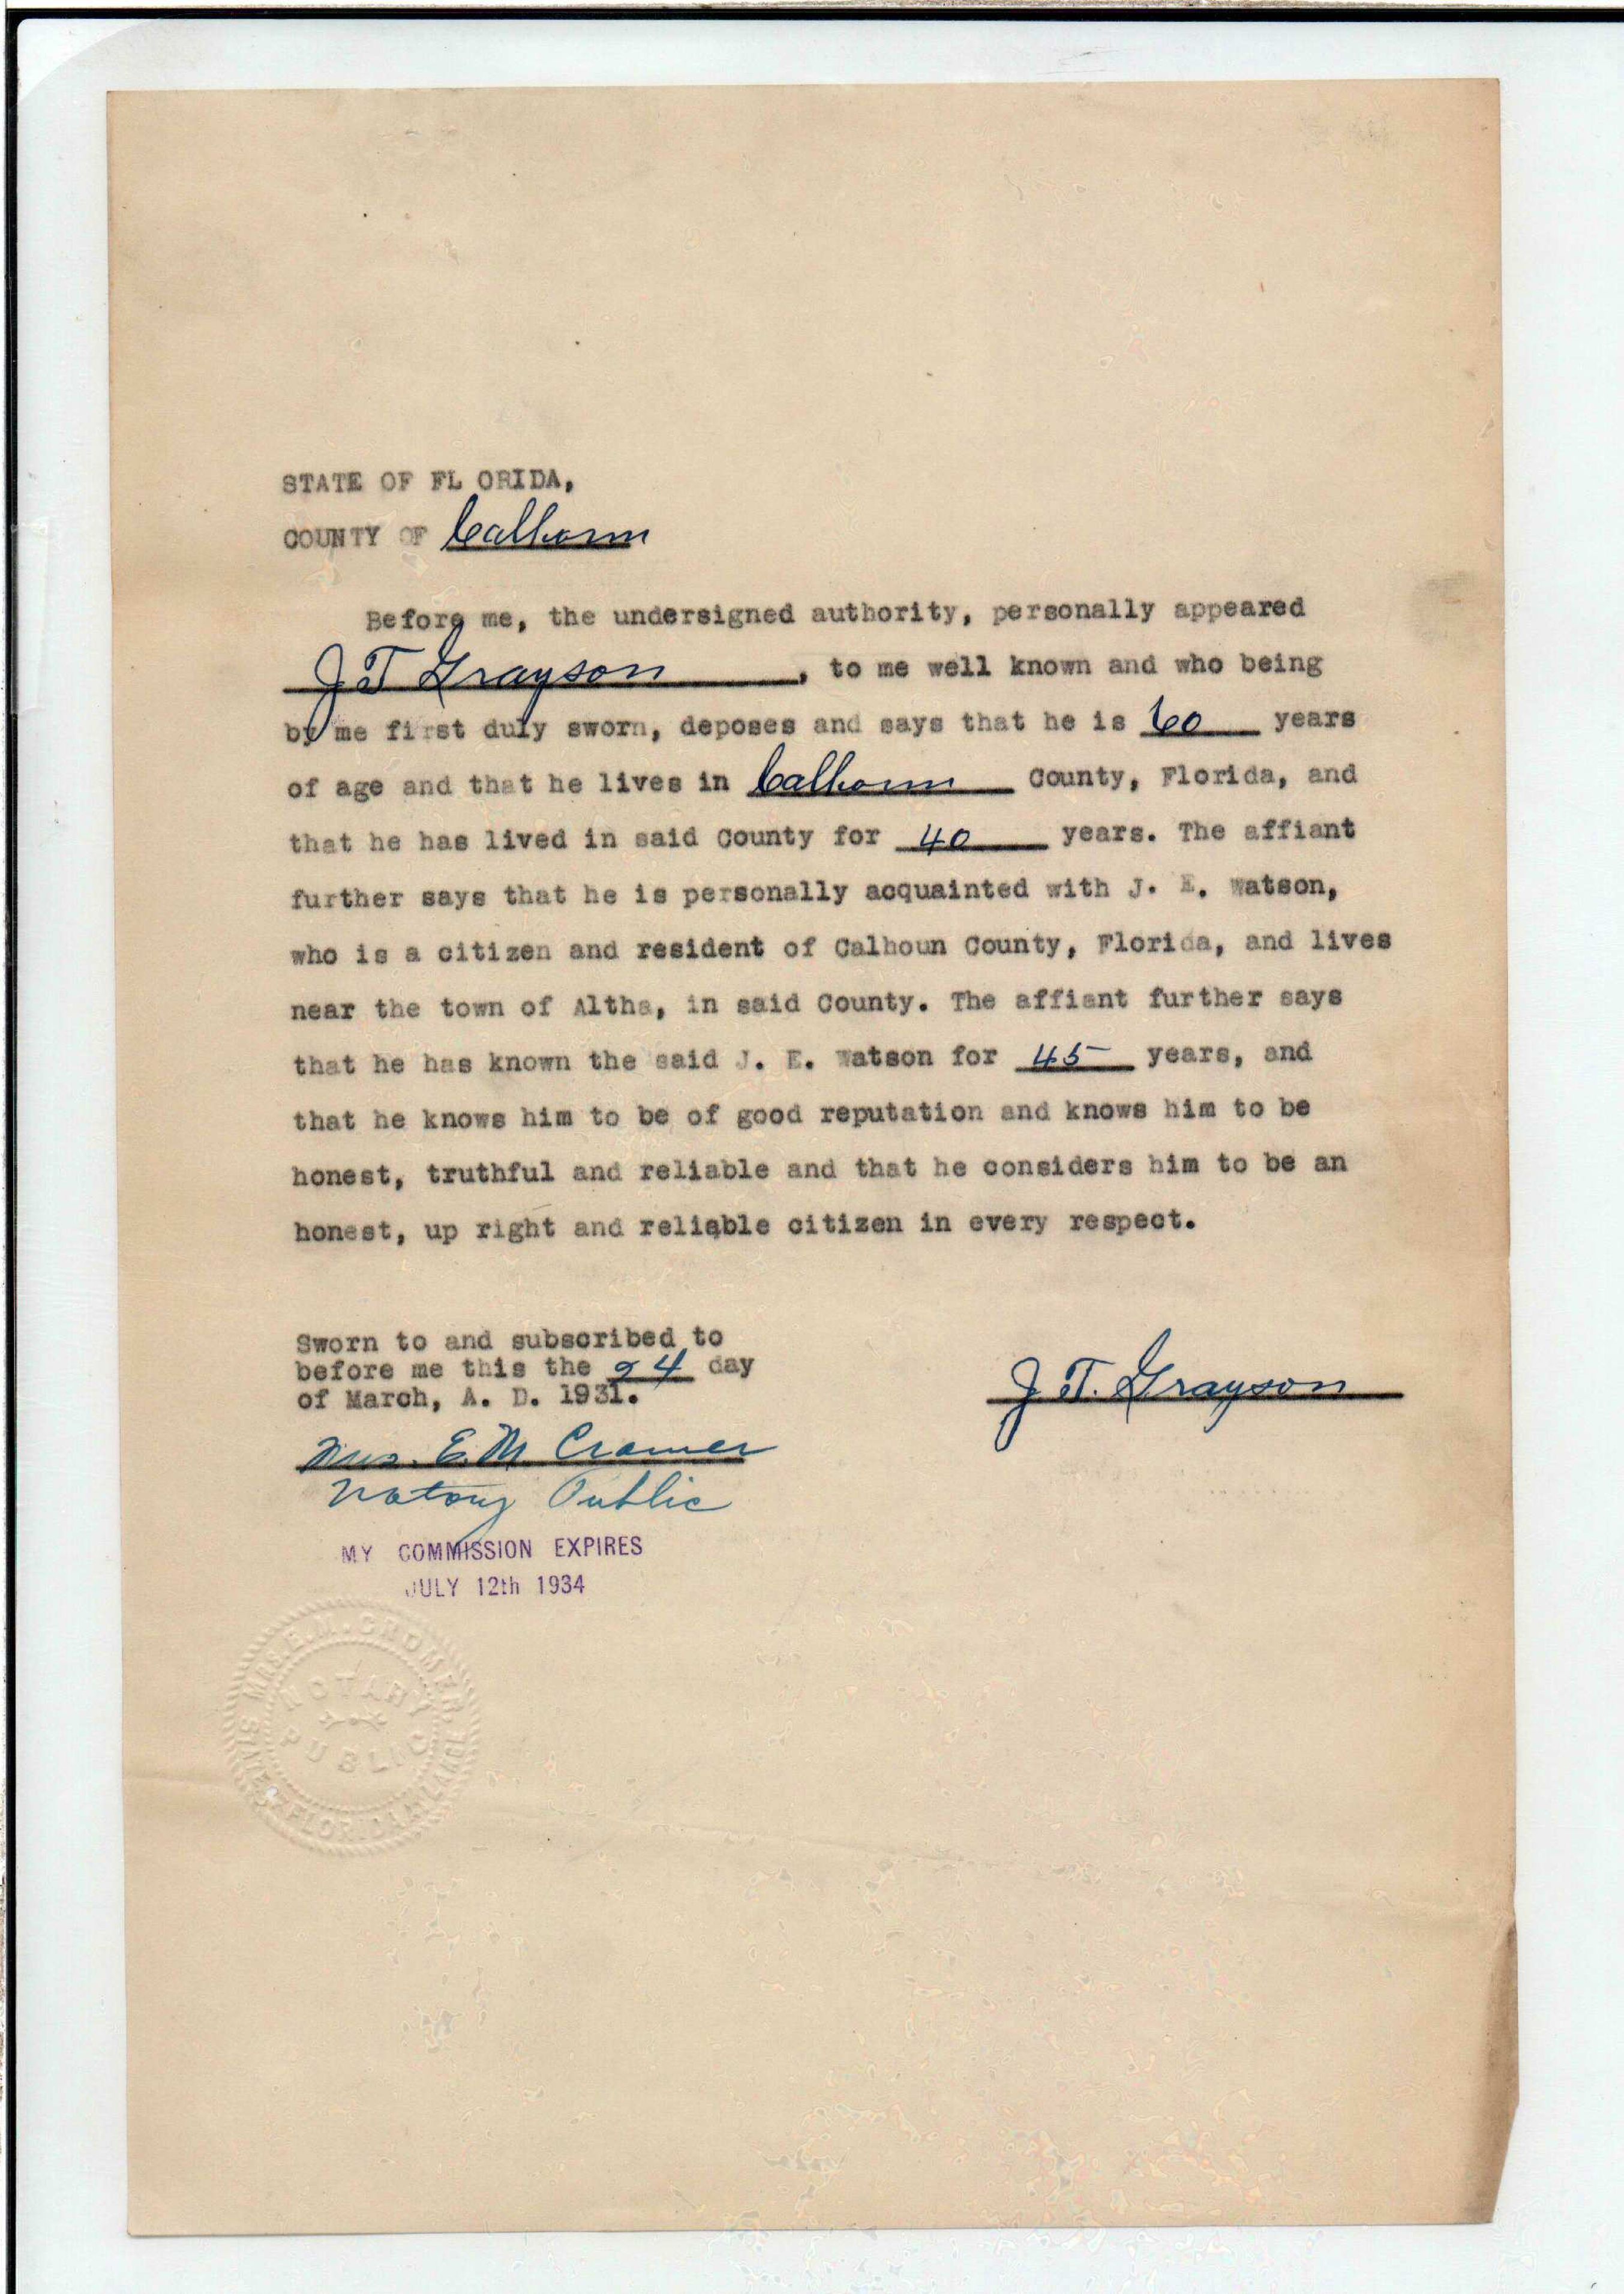 STATE OF FL ORIDA,
COUNTY OF Calhoun
Before me, the undersigned authority, personally appeared
J T Grayson , to me well known and who being
by me first duly sworn, deposes and says that he is 60 years
of age and that he lives in Calhoun County, Florida, and
that he has lived in said County for 40 years. The affiant
further says that he is personally acquainted with J. E. Watson,
who is a citizen and resident of Calhoun County, Florida, and lives
near the town of Altha, in said County. The affiant further says
that he has known the said J. E. Watson for 45 years, and
that he knows him to be of good reputation and knows him to be
honest, truthful and reliable and that he considers him to be an
honest, up right and reliable citizen in every respect.
Sworn to and subscribed to
before me this the 24 day
of March, A. D. 1931.
J. T. Grayson
Mrs. E. M. Cromer
Notary Public
MY COMMISSION EXPIRES
JULY 12th 1934
MRS. E. M. CROMER
NOTARY
PUBLIC
STATE FLORIDA AT LARGE